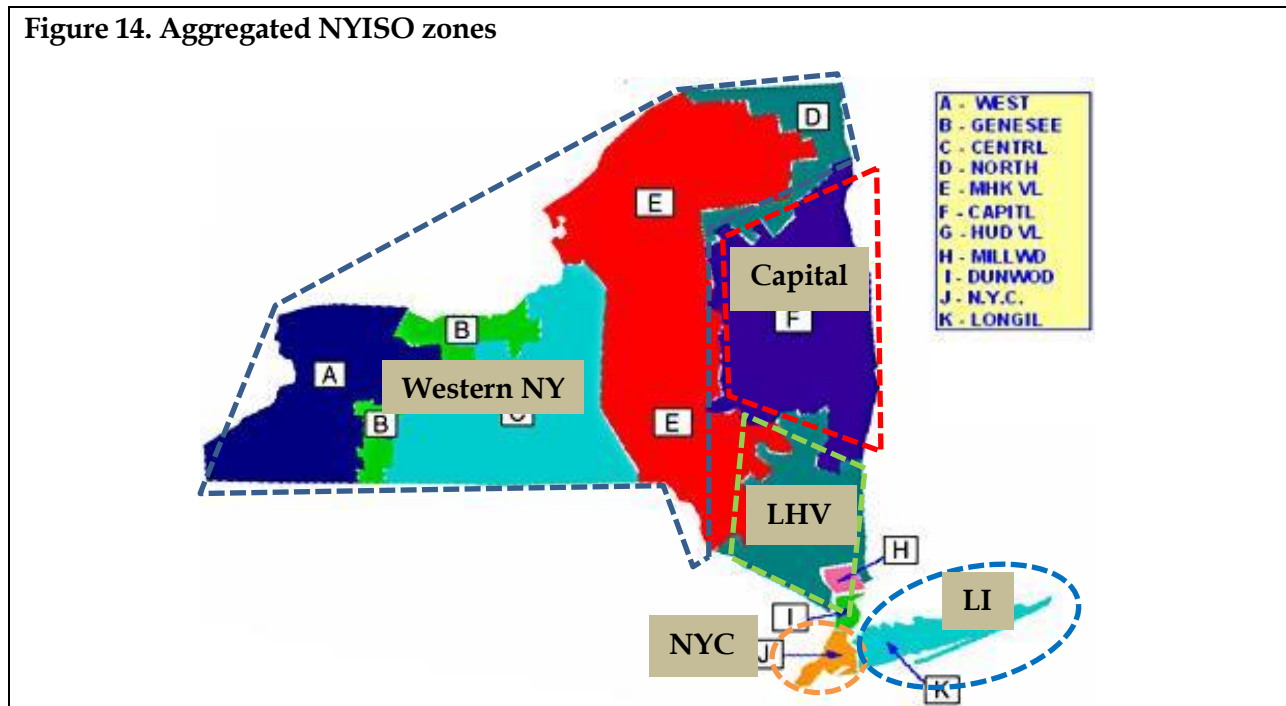 Figure 14. Aggregated NYISO zones
A - WEST
B - GENESEE
C - CENTRL
D - NORTH
E - MHK VL
F - CAPITL
G - HUD VL
H - MILLWD
I - DUNWOD
J - N.Y.C.
K - LONGIL
D
E
Capital
F
B
A
Western NY
B
E
LHV
H
LI
I
NYC
J
K